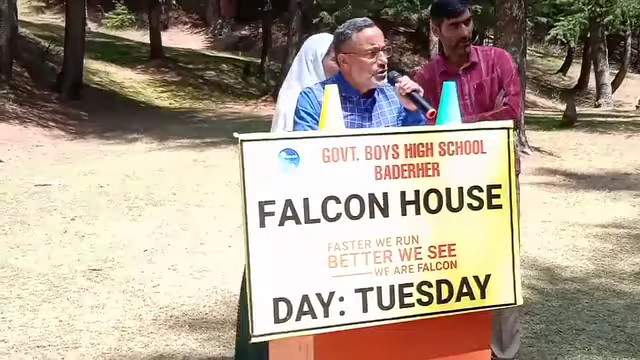 GOVT. BOYS HIGH SCHOOL
BADERHER
FALCON HOUSE
FASTER WE RUN
BETTER WE SEE
WE ARE FALCON
DAY: TUESDAY